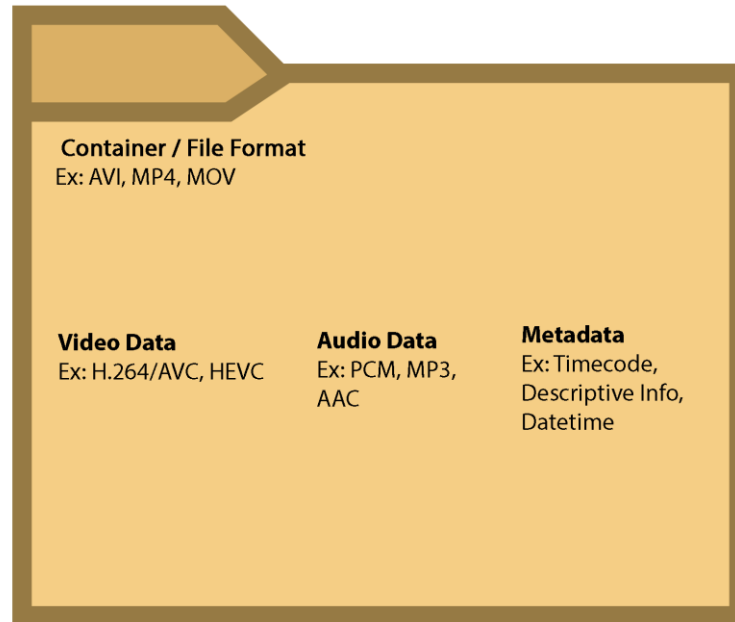 Container / File Format
Ex: AVI, MP4, MOV
Video Data
Ex: H.264/AVC, HEVC
Audio Data
Ex: PCM, MP3,
AAC
Metadata
Ex: Timecode,
Descriptive Info,
Datetime